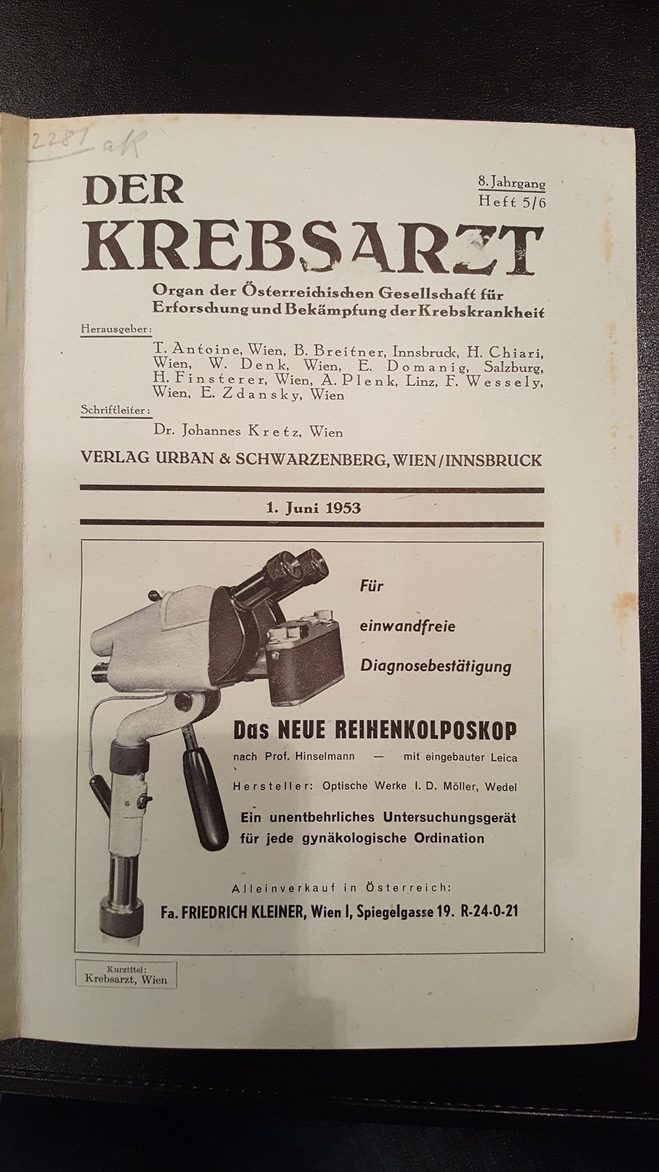 2281 aK
DER
KREBSARZT
8. Jahrgang
Heft 5/6
Organ der Österreichischen Gesellschaft für
Erforschung und Bekämpfung der Krebskrankheit
Herausgeber:
T. Antoine, Wien, B. Breitner, Innsbruck, H. Chiari,
Wien, W. Denk, Wien, E. Domanig, Salzburg,
H. Finsterer, Wien, A. Plenk, Linz, F. Wessely,
Wien, E. Zdansky, Wien
Schriftleiter:
Dr. Johannes Kretz, Wien
VERLAG URBAN & SCHWARZENBERG, WIEN/INNSBRUCK
1. Juni 1953
Für
einwandfreie
Diagnosebestätigung
Das NEUE REIHENKOLPOSKOP
nach Prof. Hinselmann — mit eingebauter Leica
Hersteller: Optische Werke I. D. Möller, Wedel
Ein unentbehrliches Untersuchungsgerät
für jede gynäkologische Ordination
Alleinverkauf in Österreich:
Fa. FRIEDRICH KLEINER, Wien I, Spiegelgasse 19. R-24-0-21
Kurztitel:
Krebsarzt, Wien